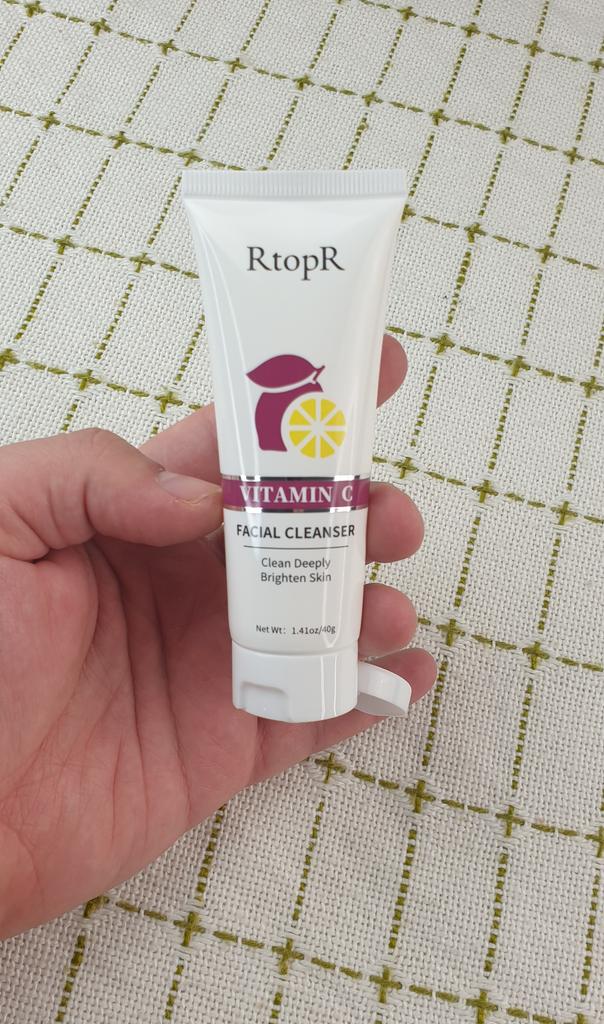 RtopR
VITAMIN C
FACIAL CLEANSER
Clean Deeply
Brighten Skin
Net Wt: 1.41oz/40g